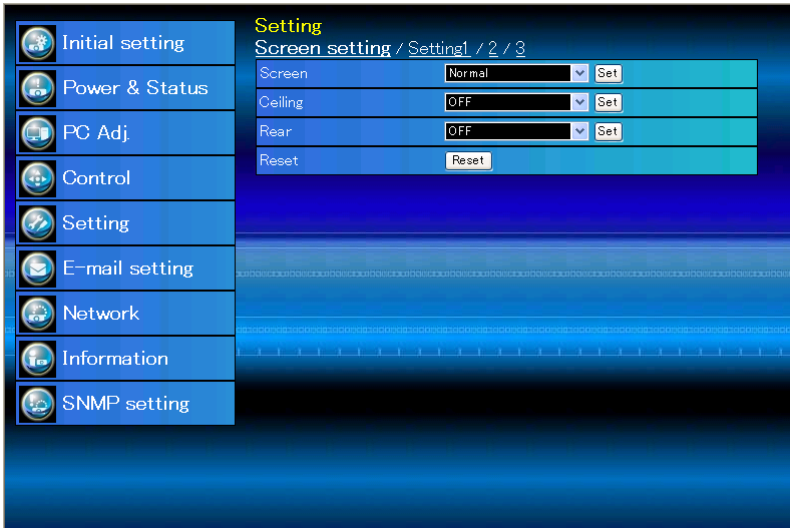 Initial setting
Power & Status
PC Adj.
Control
Setting
E-mail setting
Network
Information
SNMP setting
Setting
Screen setting / Setting1 / 2 / 3
Screen Normal Set
Ceiling OFF Set
Rear OFF Set
Reset Reset